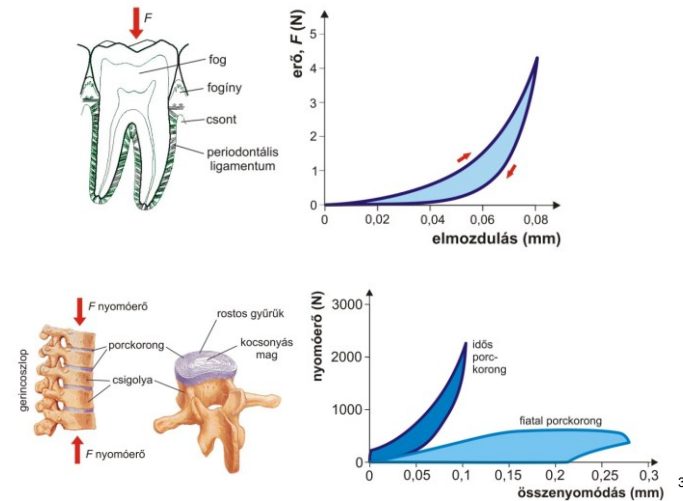 F
fog
fogíny
csont
periodontális
ligamentum
erő, F (N)
5
4
3
2
1
0
0
0,02
0,04
0,06
0,08
elmozdulás (mm)
F nyomóerő
gerincoszlop
porckorong
csigolya
F nyomóerő
rostos gyűrűk
kocsonyás
mag
nyomóerő (N)
3000
2000
1000
0
idős
porc-
korong
fiatal porckorong
0
0,05
0,1
0,15
0,2
0,25
0,3
összenyomódás (mm)
3